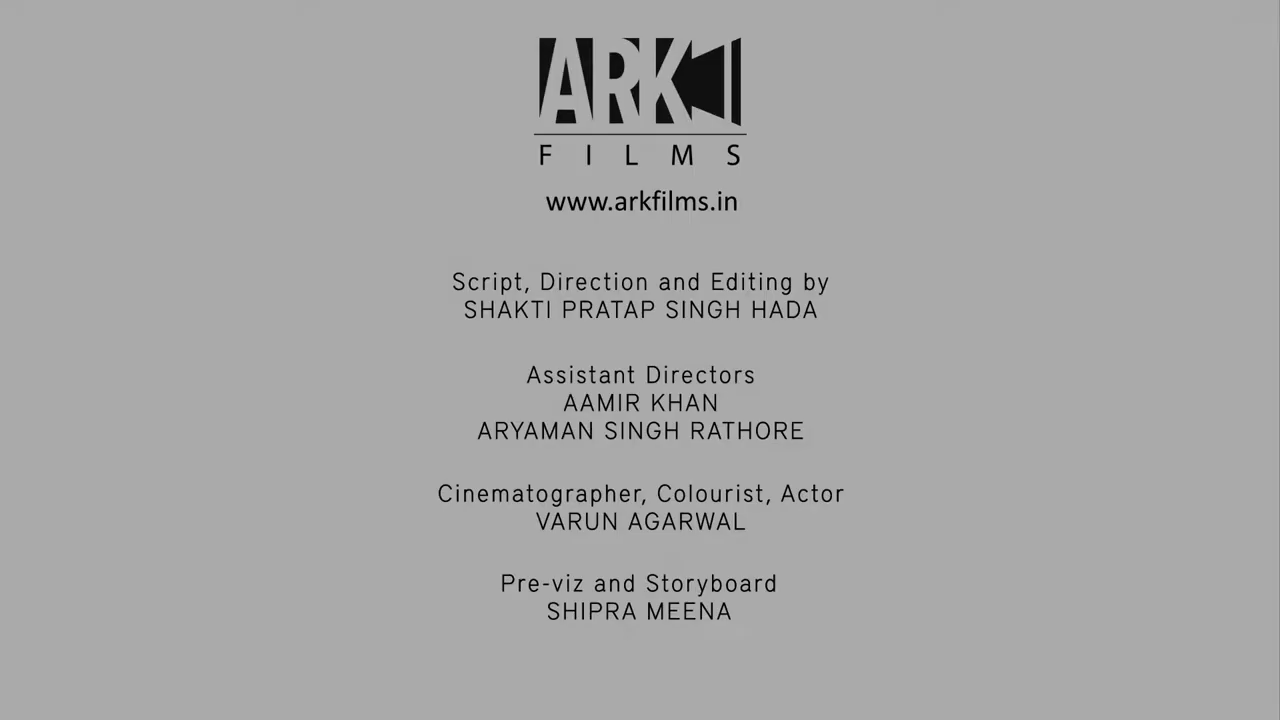 ARK
FILMS
www.arkfilms.in
Script, Direction and Editing by
SHAKTI PRATAP SINGH HADA
Assistant Directors
AAMIR KHAN
ARYAMAN SINGH RATHORE
Cinematographer, Colourist, Actor
VARUN AGARWAL
Pre-viz and Storyboard
SHIPRA MEENA